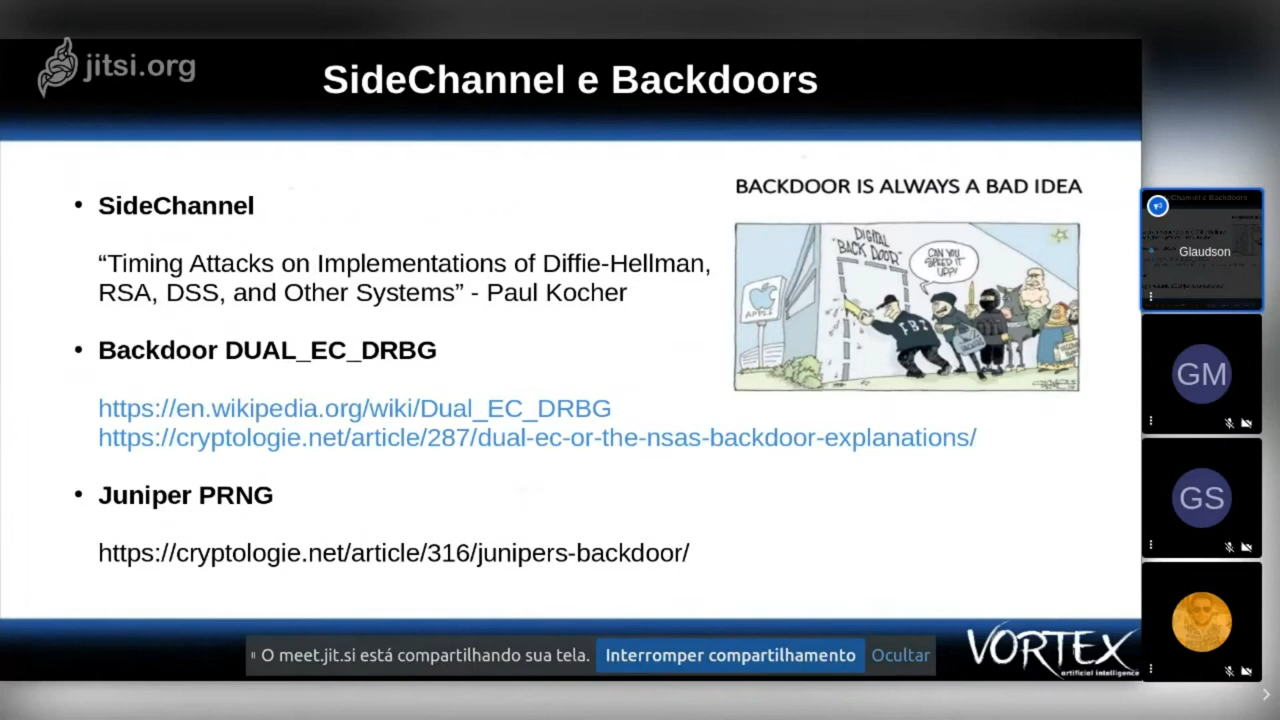 jitsi.org
SideChannel e Backdoors
BACKDOOR IS ALWAYS A BAD IDEA
• SideChannel
“Timing Attacks on Implementations of Diffie-Hellman,
RSA, DSS, and Other Systems” - Paul Kocher
DIGITAL
"BACK DOOR"
CAN YOU
SPEED IT
UP?!
APPLE
FBI
• Backdoor DUAL_EC_DRBG
https://en.wikipedia.org/wiki/Dual_EC_DRBG
https://cryptologie.net/article/287/dual-ec-or-the-nsas-backdoor-explanations/
• Juniper PRNG
https://cryptologie.net/article/316/junipers-backdoor/
O meet.jit.si está compartilhando sua tela.
Interromper compartilhamento
Ocultar
VORTEX
artificial intelligence
Glaudson
GM
GS